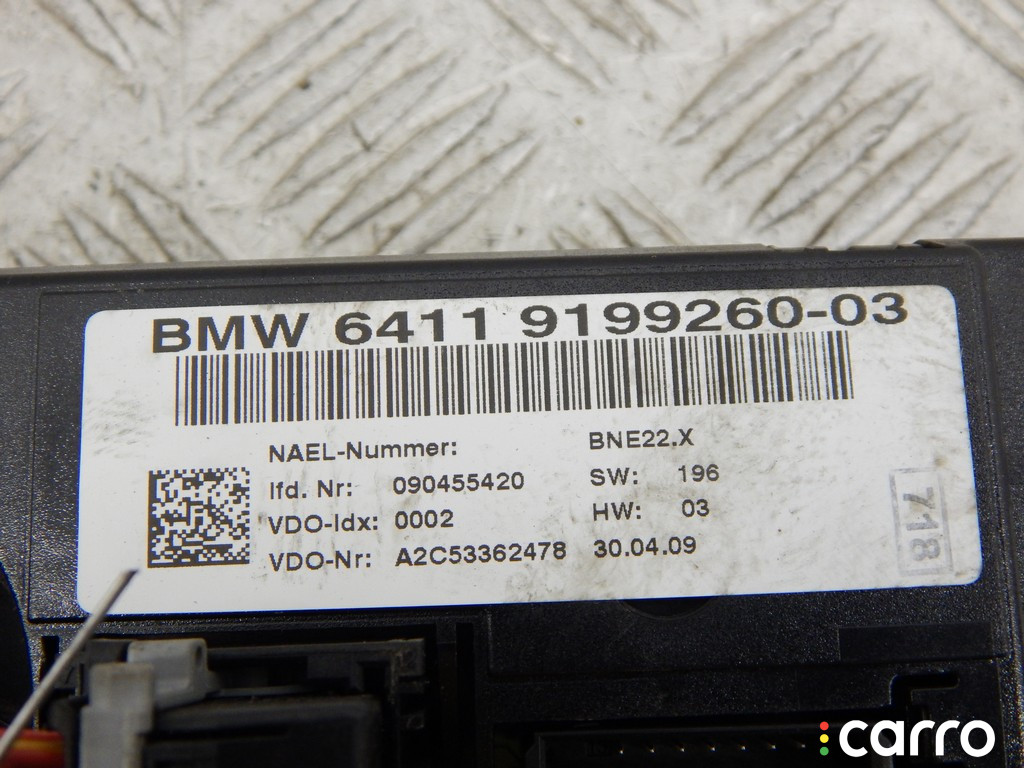 BMW 6411 9199260-03
NAEL-Nummer: BNE22.X
lfd. Nr: 090455420 SW: 196
VDO-Idx: 0002 HW: 03
VDO-Nr: A2C53362478 30.04.09
718
carro